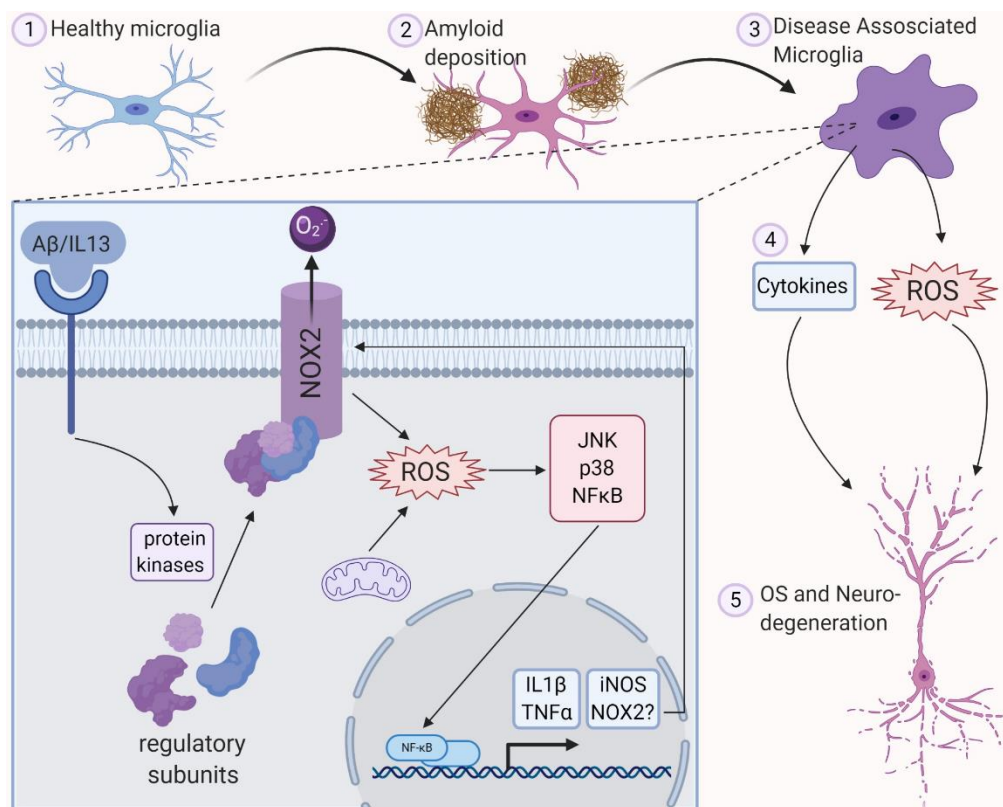 1 Healthy microglia
2 Amyloid
deposition
3 Disease Assosciated
Microglia
Aβ/IL13
O₂·-
NOX2
4
Cytokines
ROS
ROS
JNK
p38
NFκB
protein
kinases
5 OS and Neuro-
degeneration
IL1β
TNFα
iNOS
NOX2?
NF-κB
regulatory
subunits